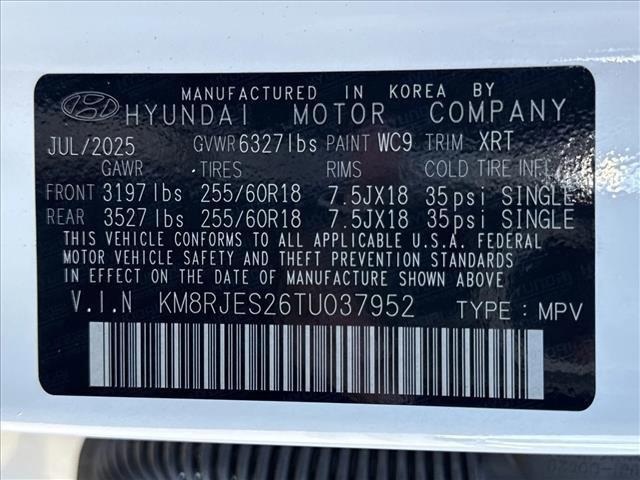 MANUFACTURED IN KOREA BY
HYUNDAI MOTOR COMPANY
JUL/2025 GVWR 6327lbs PAINT WC9 TRIM XRT
GAWR TIRES RIMS COLD TIRE INFL.
FRONT 3197lbs 255/60R18 7.5JX18 35psi SINGLE
REAR 3527lbs 255/60R18 7.5JX18 35psi SINGLE
THIS VEHICLE CONFORMS TO ALL APPLICABLE U.S.A. FEDERAL
MOTOR VEHICLE SAFETY AND THEFT PREVENTION STANDARDS
IN EFFECT ON THE DATE OF MANUFACTURE SHOWN ABOVE.
V.I.N KM8RJES26TU037952 TYPE : MPV